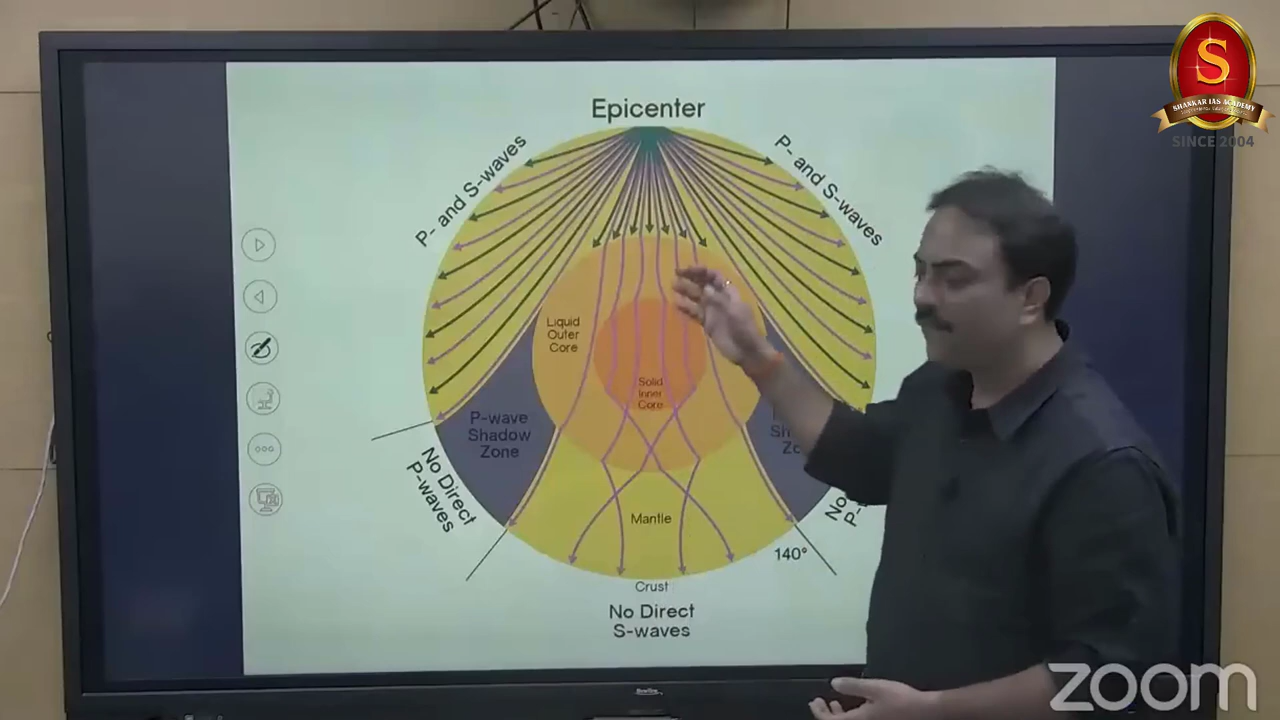 Epicenter
P- and S-waves
P- and S-waves
Liquid
Outer
Core
Solid
Inner
Core
P-wave
Shadow
Zone
No Direct
P-waves
Mantle
140°
Crust
No Direct
S-waves
S
SHANKAR IAS ACADEMY
SINCE 2004
zoom